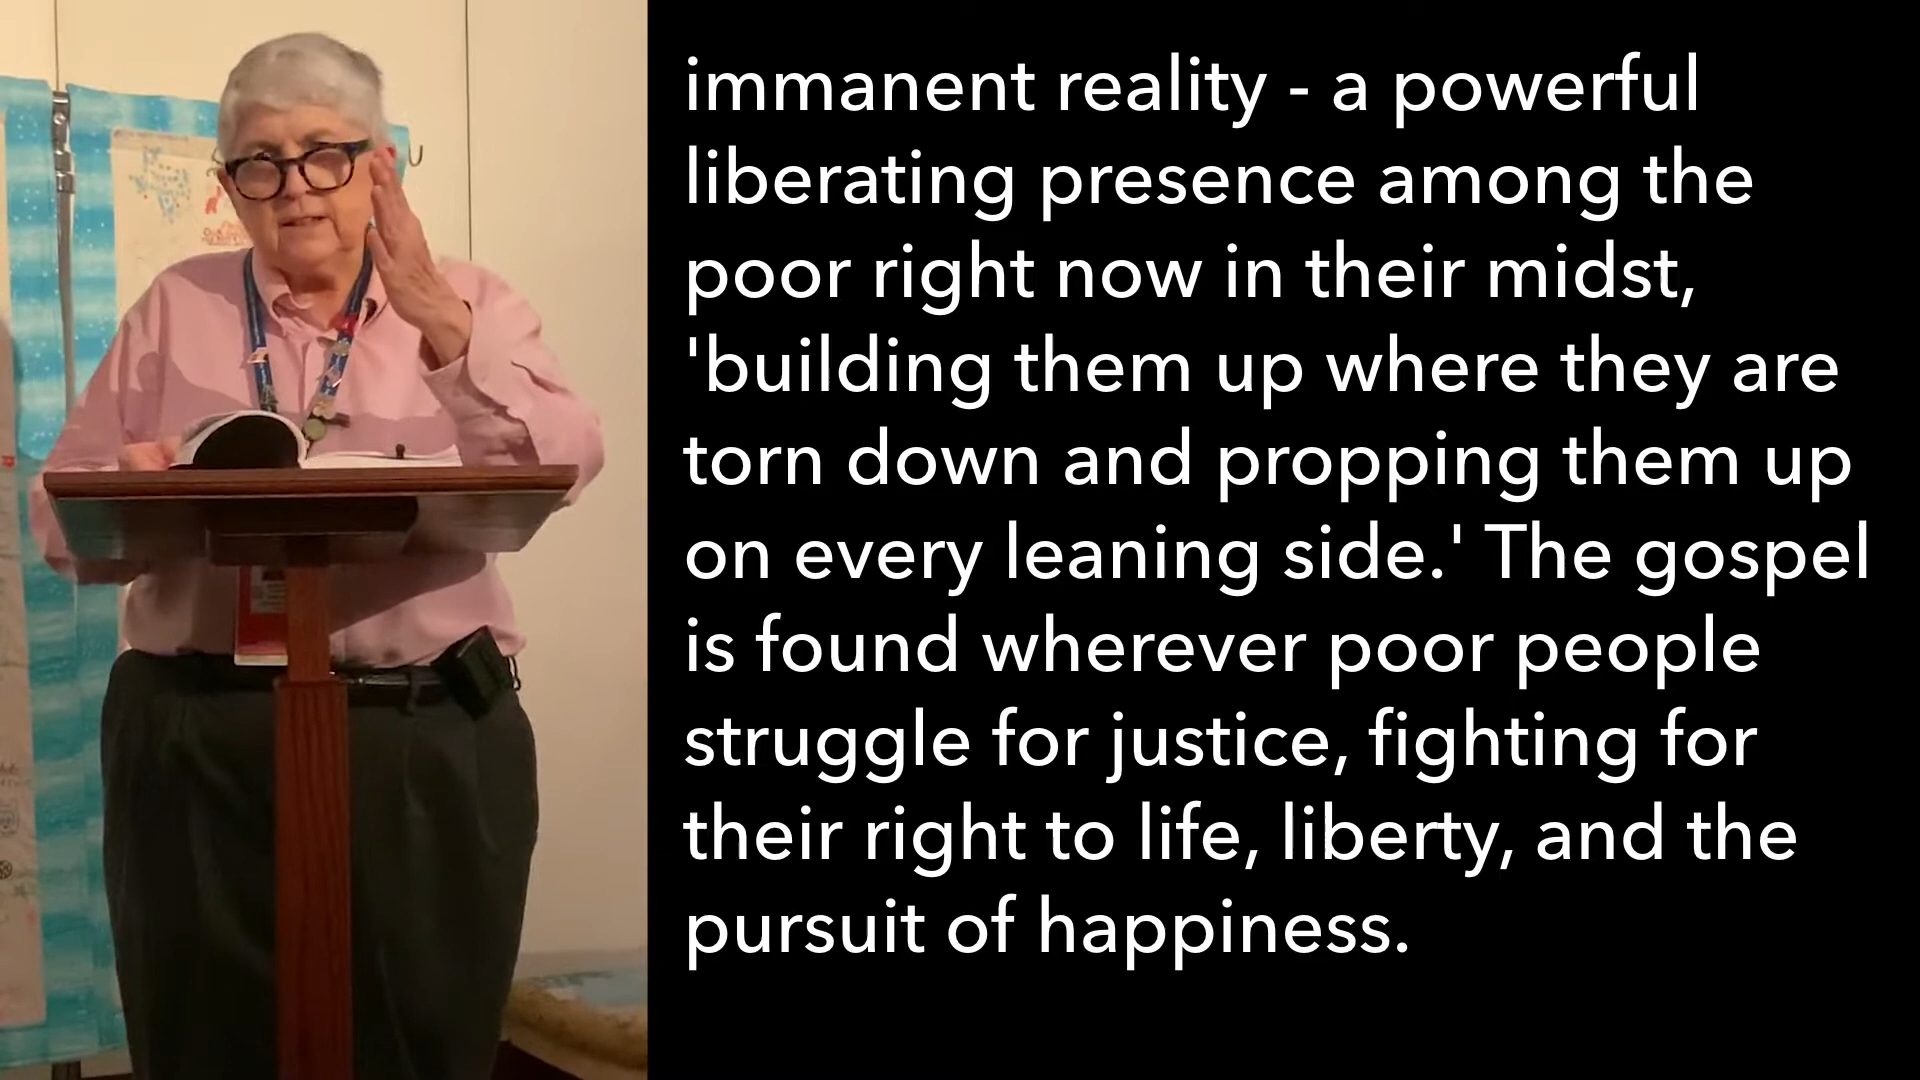 immanent reality - a powerful
liberating presence among the
poor right now in their midst,
'building them up where they are
torn down and propping them up
on every leaning side.' The gospel
is found wherever poor people
struggle for justice, fighting for
their right to life, liberty, and the
pursuit of happiness.